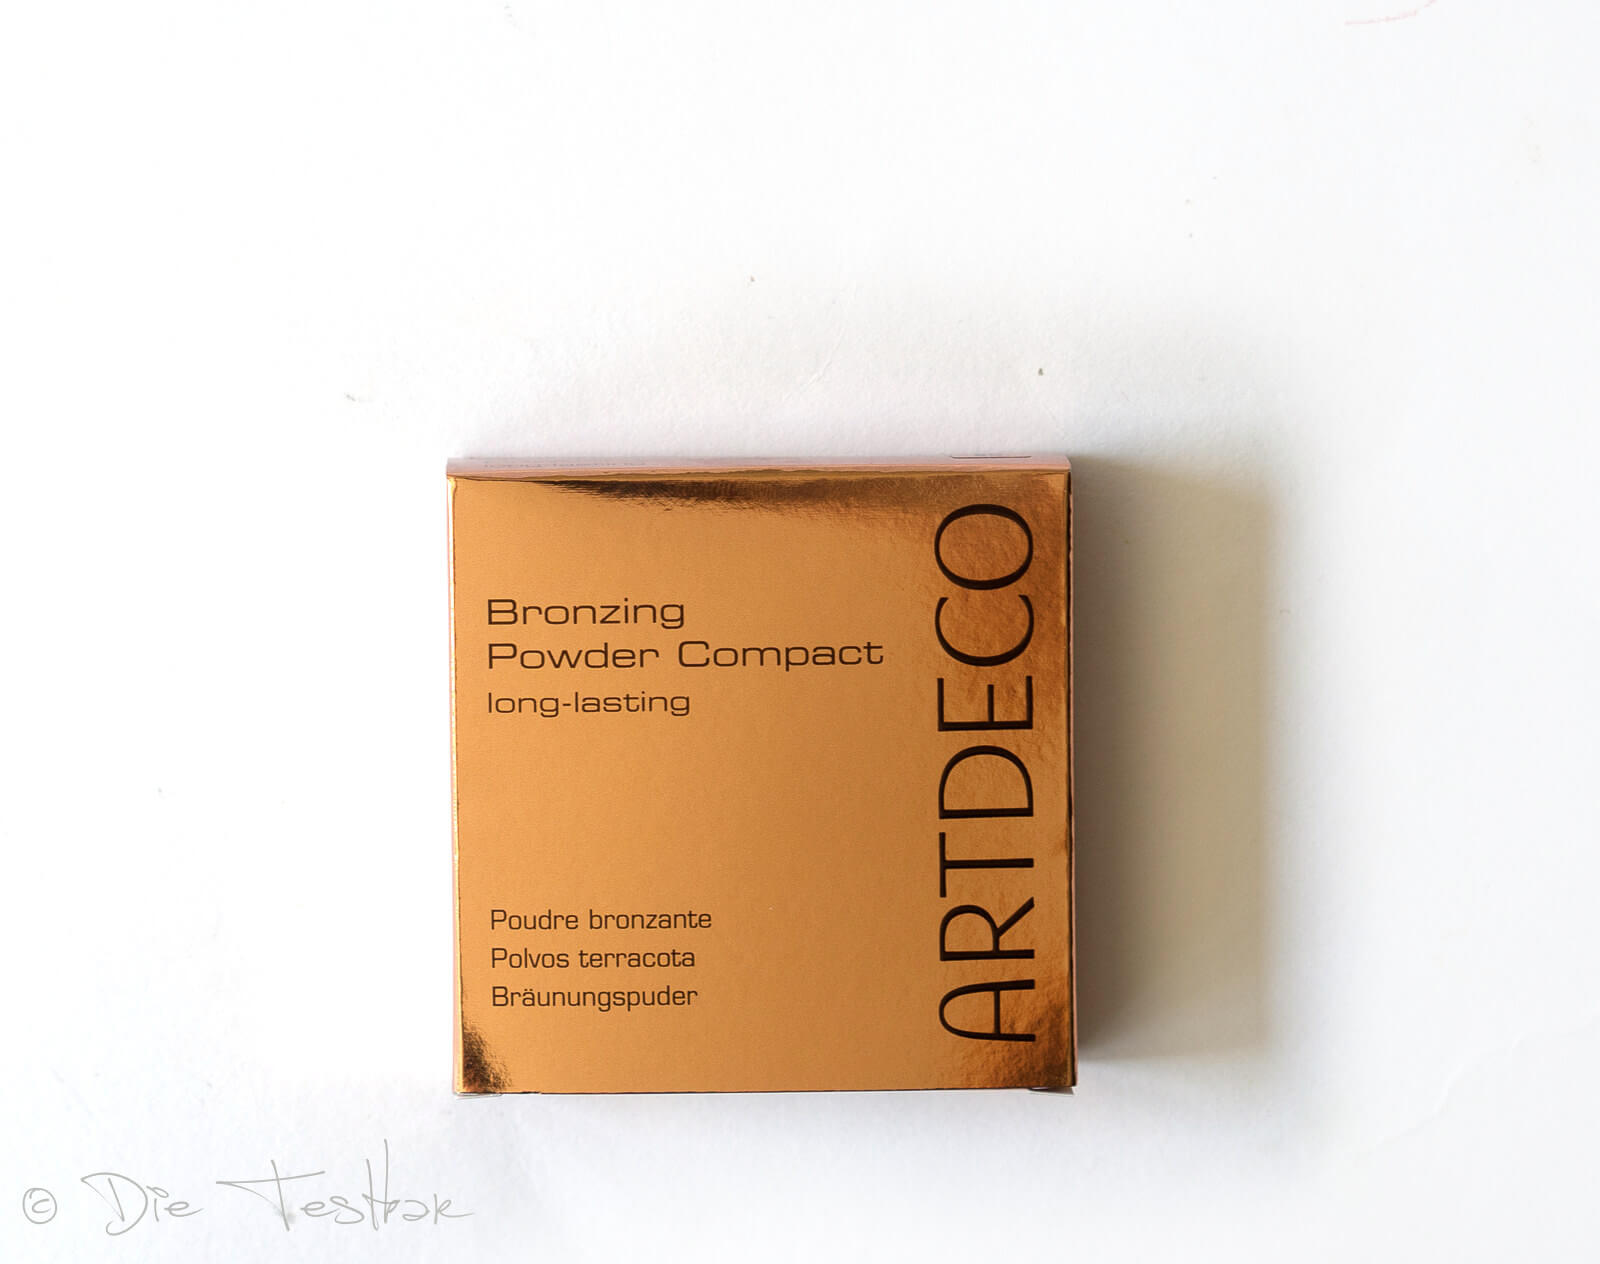 Bronzing
Powder Compact
long-lasting
Poudre bronzante
Polvos terracota
Bräunungspuder
ARTDECO
© Die Testbar